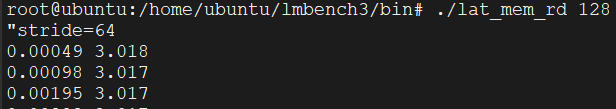 root@ubuntu:/home/ubuntu/lmbench3/bin# ./lat_mem_rd 128
"stride=64
0.00049 3.018
0.00098 3.017
0.00195 3.017